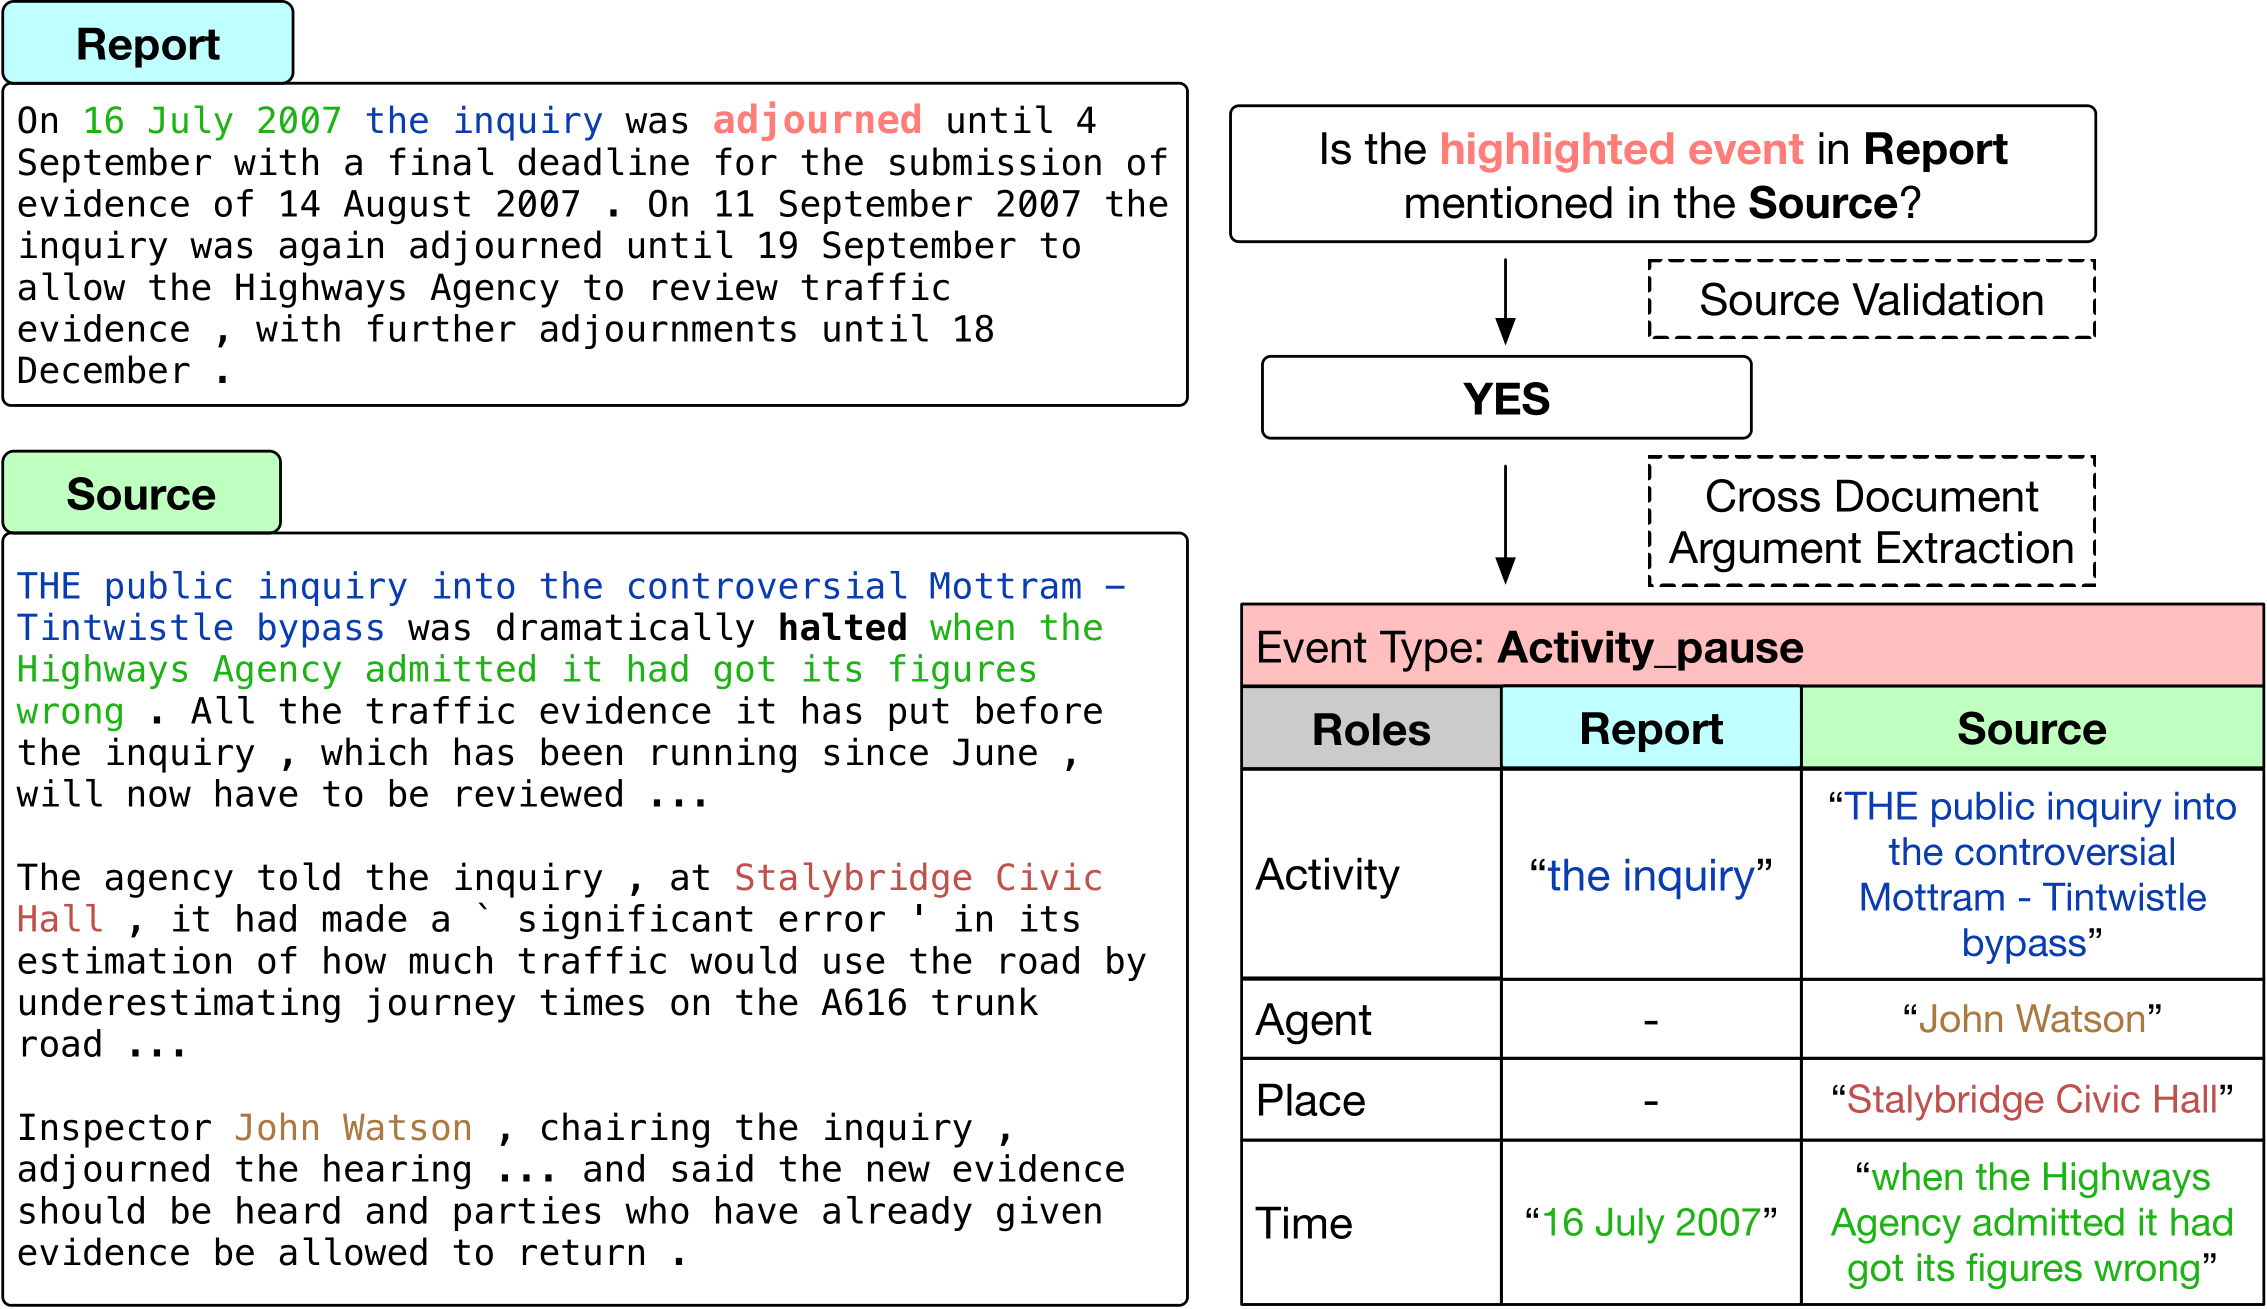 Report
On 16 July 2007 the inquiry was adjourned until 4
September with a final deadline for the submission of
evidence of 14 August 2007 . On 11 September 2007 the
inquiry was again adjourned until 19 September to
allow the Highways Agency to review traffic
evidence , with further adjournments until 18
December .
Source
THE public inquiry into the controversial Mottram –
Tintwistle bypass was dramatically halted when the
Highways Agency admitted it had got its figures
wrong . All the traffic evidence it has put before
the inquiry , which has been running since June ,
will now have to be reviewed ...
The agency told the inquiry , at Stalybridge Civic
Hall , it had made a ` significant error ' in its
estimation of how much traffic would use the road by
underestimating journey times on the A616 trunk
road ...
Inspector John Watson , chairing the inquiry ,
adjourned the hearing ... and said the new evidence
should be heard and parties who have already given
evidence be allowed to return .
Is the highlighted event in Report
mentioned in the Source?
Source Validation
YES
Cross Document
Argument Extraction
Event Type: Activity_pause
Roles Report Source
Activity “the inquiry” “THE public inquiry into
the controversial
Mottram - Tintwistle
bypass”
Agent - “John Watson”
Place - “Stalybridge Civic Hall”
Time “16 July 2007” “when the Highways
Agency admitted it had
got its figures wrong”